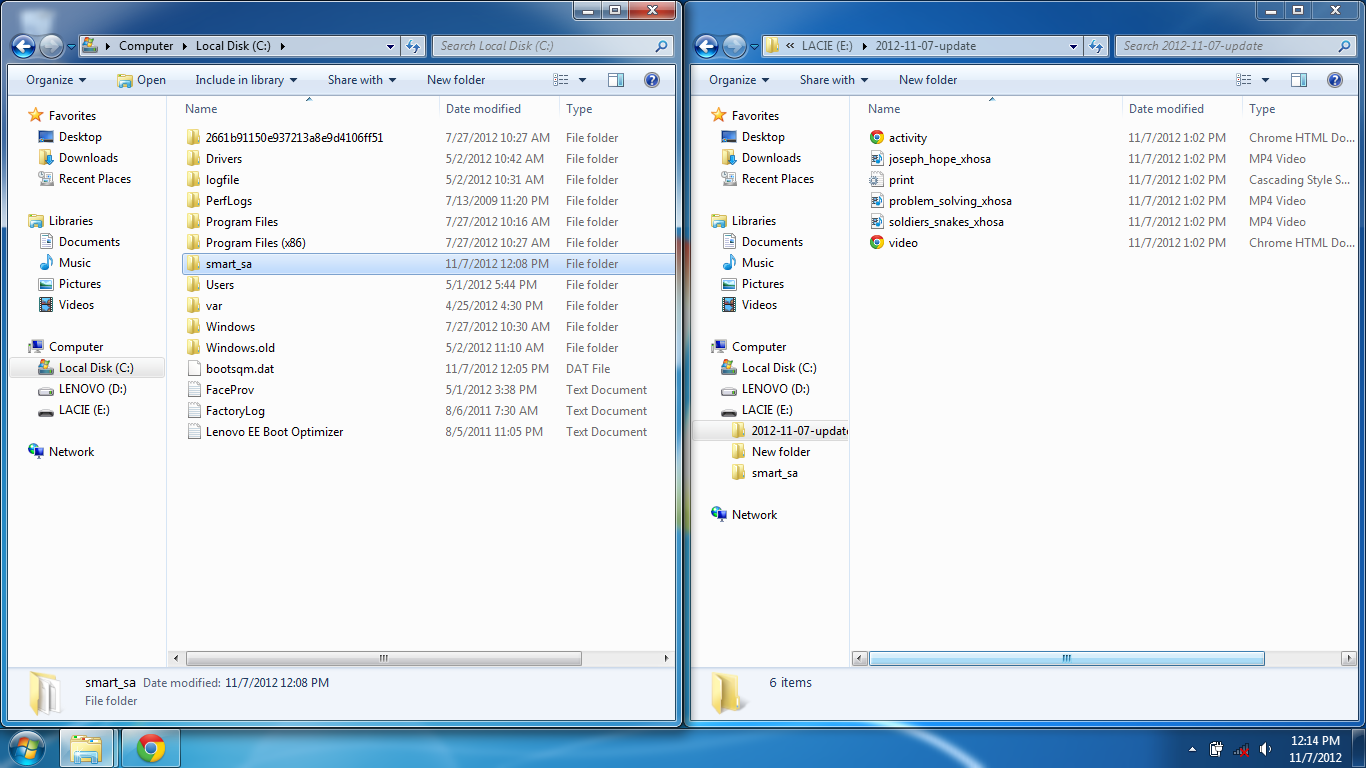 Computer Local Disk (C:)
Search Local Disk (C:)
Organize Open Include in library Share with New folder
Favorites
Desktop
Downloads
Recent Places
Libraries
Documents
Music
Pictures
Videos
Computer
Local Disk (C:)
LENOVO (D:)
LACIE (E:)
Network
Name Date modified Type
2661b91150e937213a8e9d4106ff51 7/27/2012 10:27 AM File folder
Drivers 5/2/2012 10:42 AM File folder
logfile 5/2/2012 10:31 AM File folder
PerfLogs 7/13/2009 11:20 PM File folder
Program Files 7/27/2012 10:16 AM File folder
Program Files (x86) 7/27/2012 10:27 AM File folder
smart_sa 11/7/2012 12:08 PM File folder
Users 5/1/2012 5:44 PM File folder
var 4/25/2012 4:30 PM File folder
Windows 7/27/2012 10:30 AM File folder
Windows.old 5/2/2012 11:10 AM File folder
bootsqm.dat 11/7/2012 12:05 PM DAT File
FaceProv 5/1/2012 3:38 PM Text Document
FactoryLog 8/6/2011 7:30 AM Text Document
Lenovo EE Boot Optimizer 8/5/2011 11:05 PM Text Document
smart_sa Date modified: 11/7/2012 12:08 PM
File folder
« LACIE (E:) 2012-11-07-update
Search 2012-11-07-update
Organize Share with New folder
Favorites
Desktop
Downloads
Recent Places
Libraries
Documents
Music
Pictures
Videos
Computer
Local Disk (C:)
LENOVO (D:)
LACIE (E:)
2012-11-07-update
New folder
smart_sa
Network
Name Date modified Type
activity 11/7/2012 1:02 PM Chrome HTML Do...
joseph_hope_xhosa 11/7/2012 1:02 PM MP4 Video
print 11/7/2012 1:02 PM Cascading Style S...
problem_solving_xhosa 11/7/2012 1:02 PM MP4 Video
soldiers_snakes_xhosa 11/7/2012 1:02 PM MP4 Video
video 11/7/2012 1:02 PM Chrome HTML Do...
6 items
12:14 PM
11/7/2012